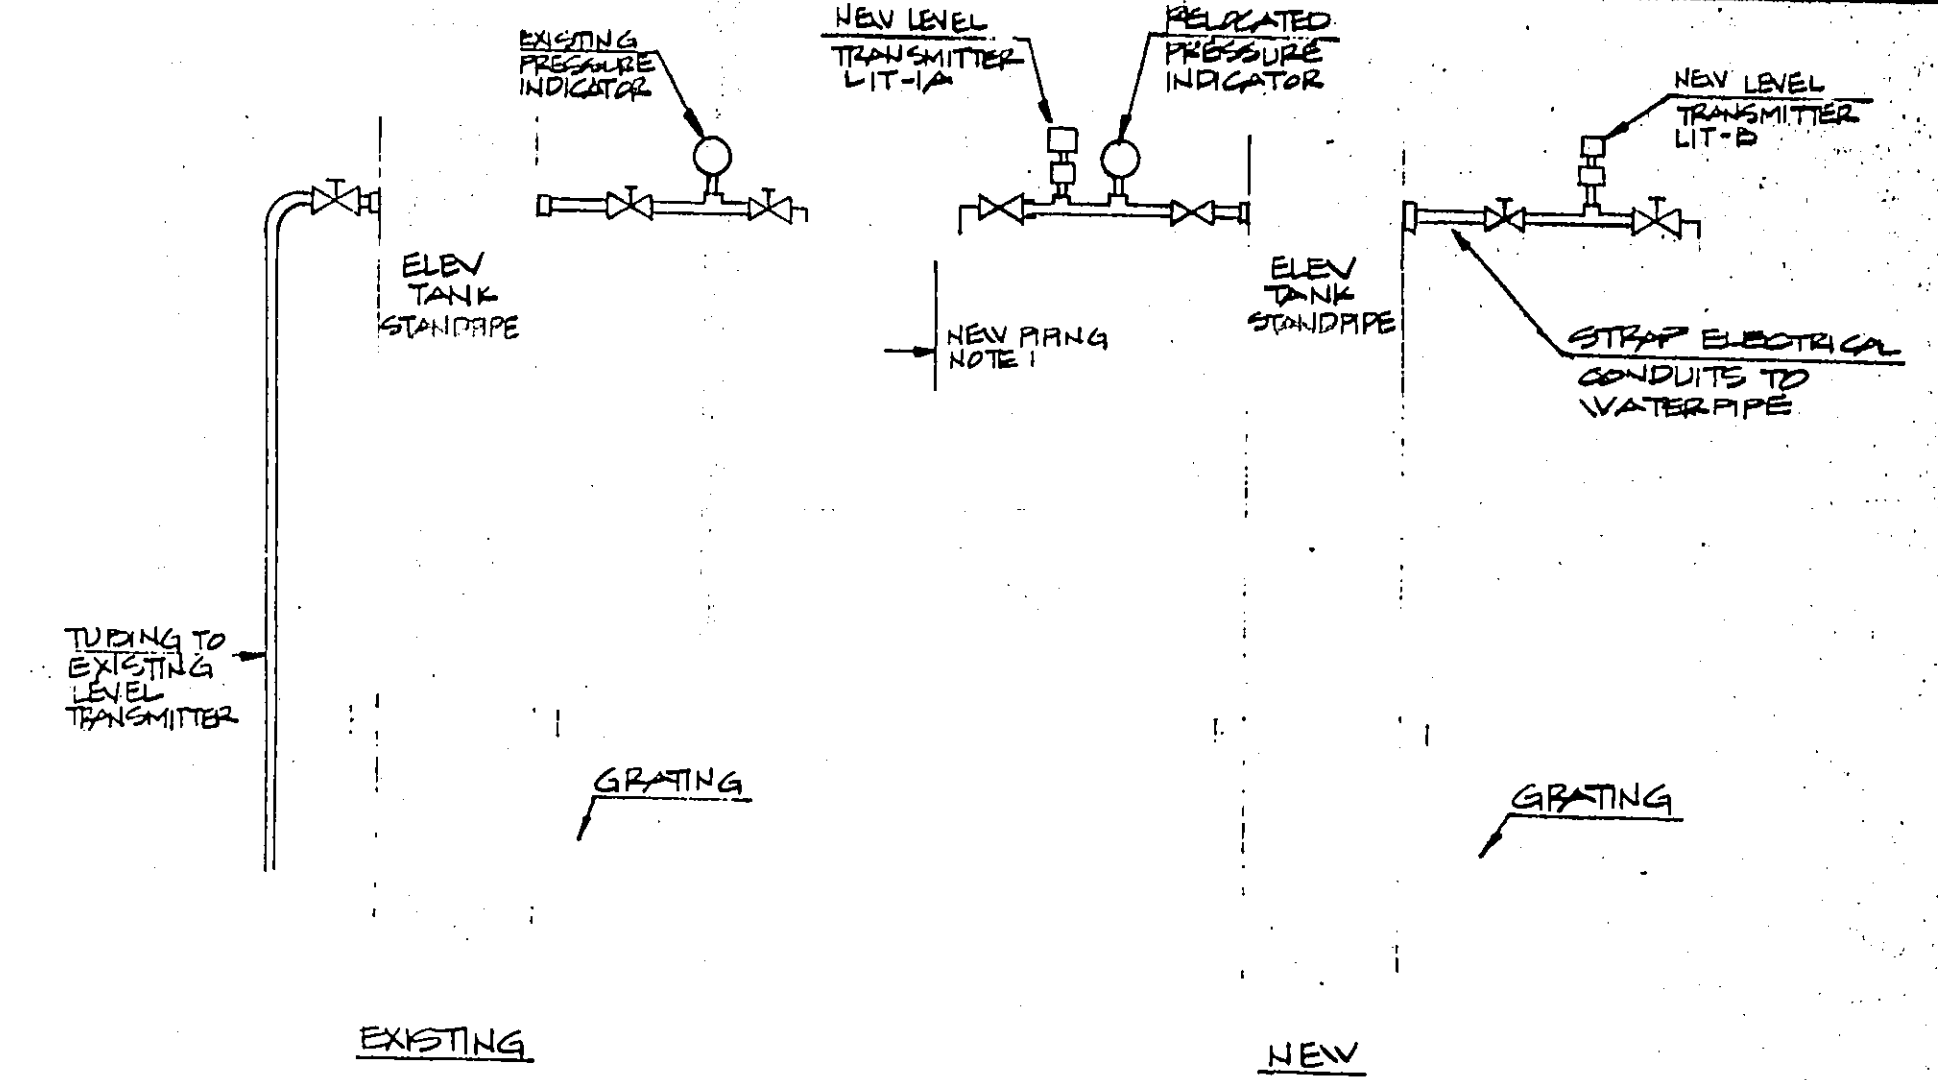 EXISTING
PRESSURE
INDICATOR
NEW LEVEL
TRANSMITTER
LIT-1A
RELOCATED
PRESSURE
INDICATOR
NEW LEVEL
TRANSMITTER
LIT-B
ELEV
TANK
STANDPIPE
NEW PIPING
NOTE 1
ELEV
TANK
STANDPIPE
STRAP ELECTRICAL
CONDUITS TO
WATERPIPE
TUBING TO
EXISTING
LEVEL
TRANSMITTER
GRATING
GRATING
EXISTING
NEW